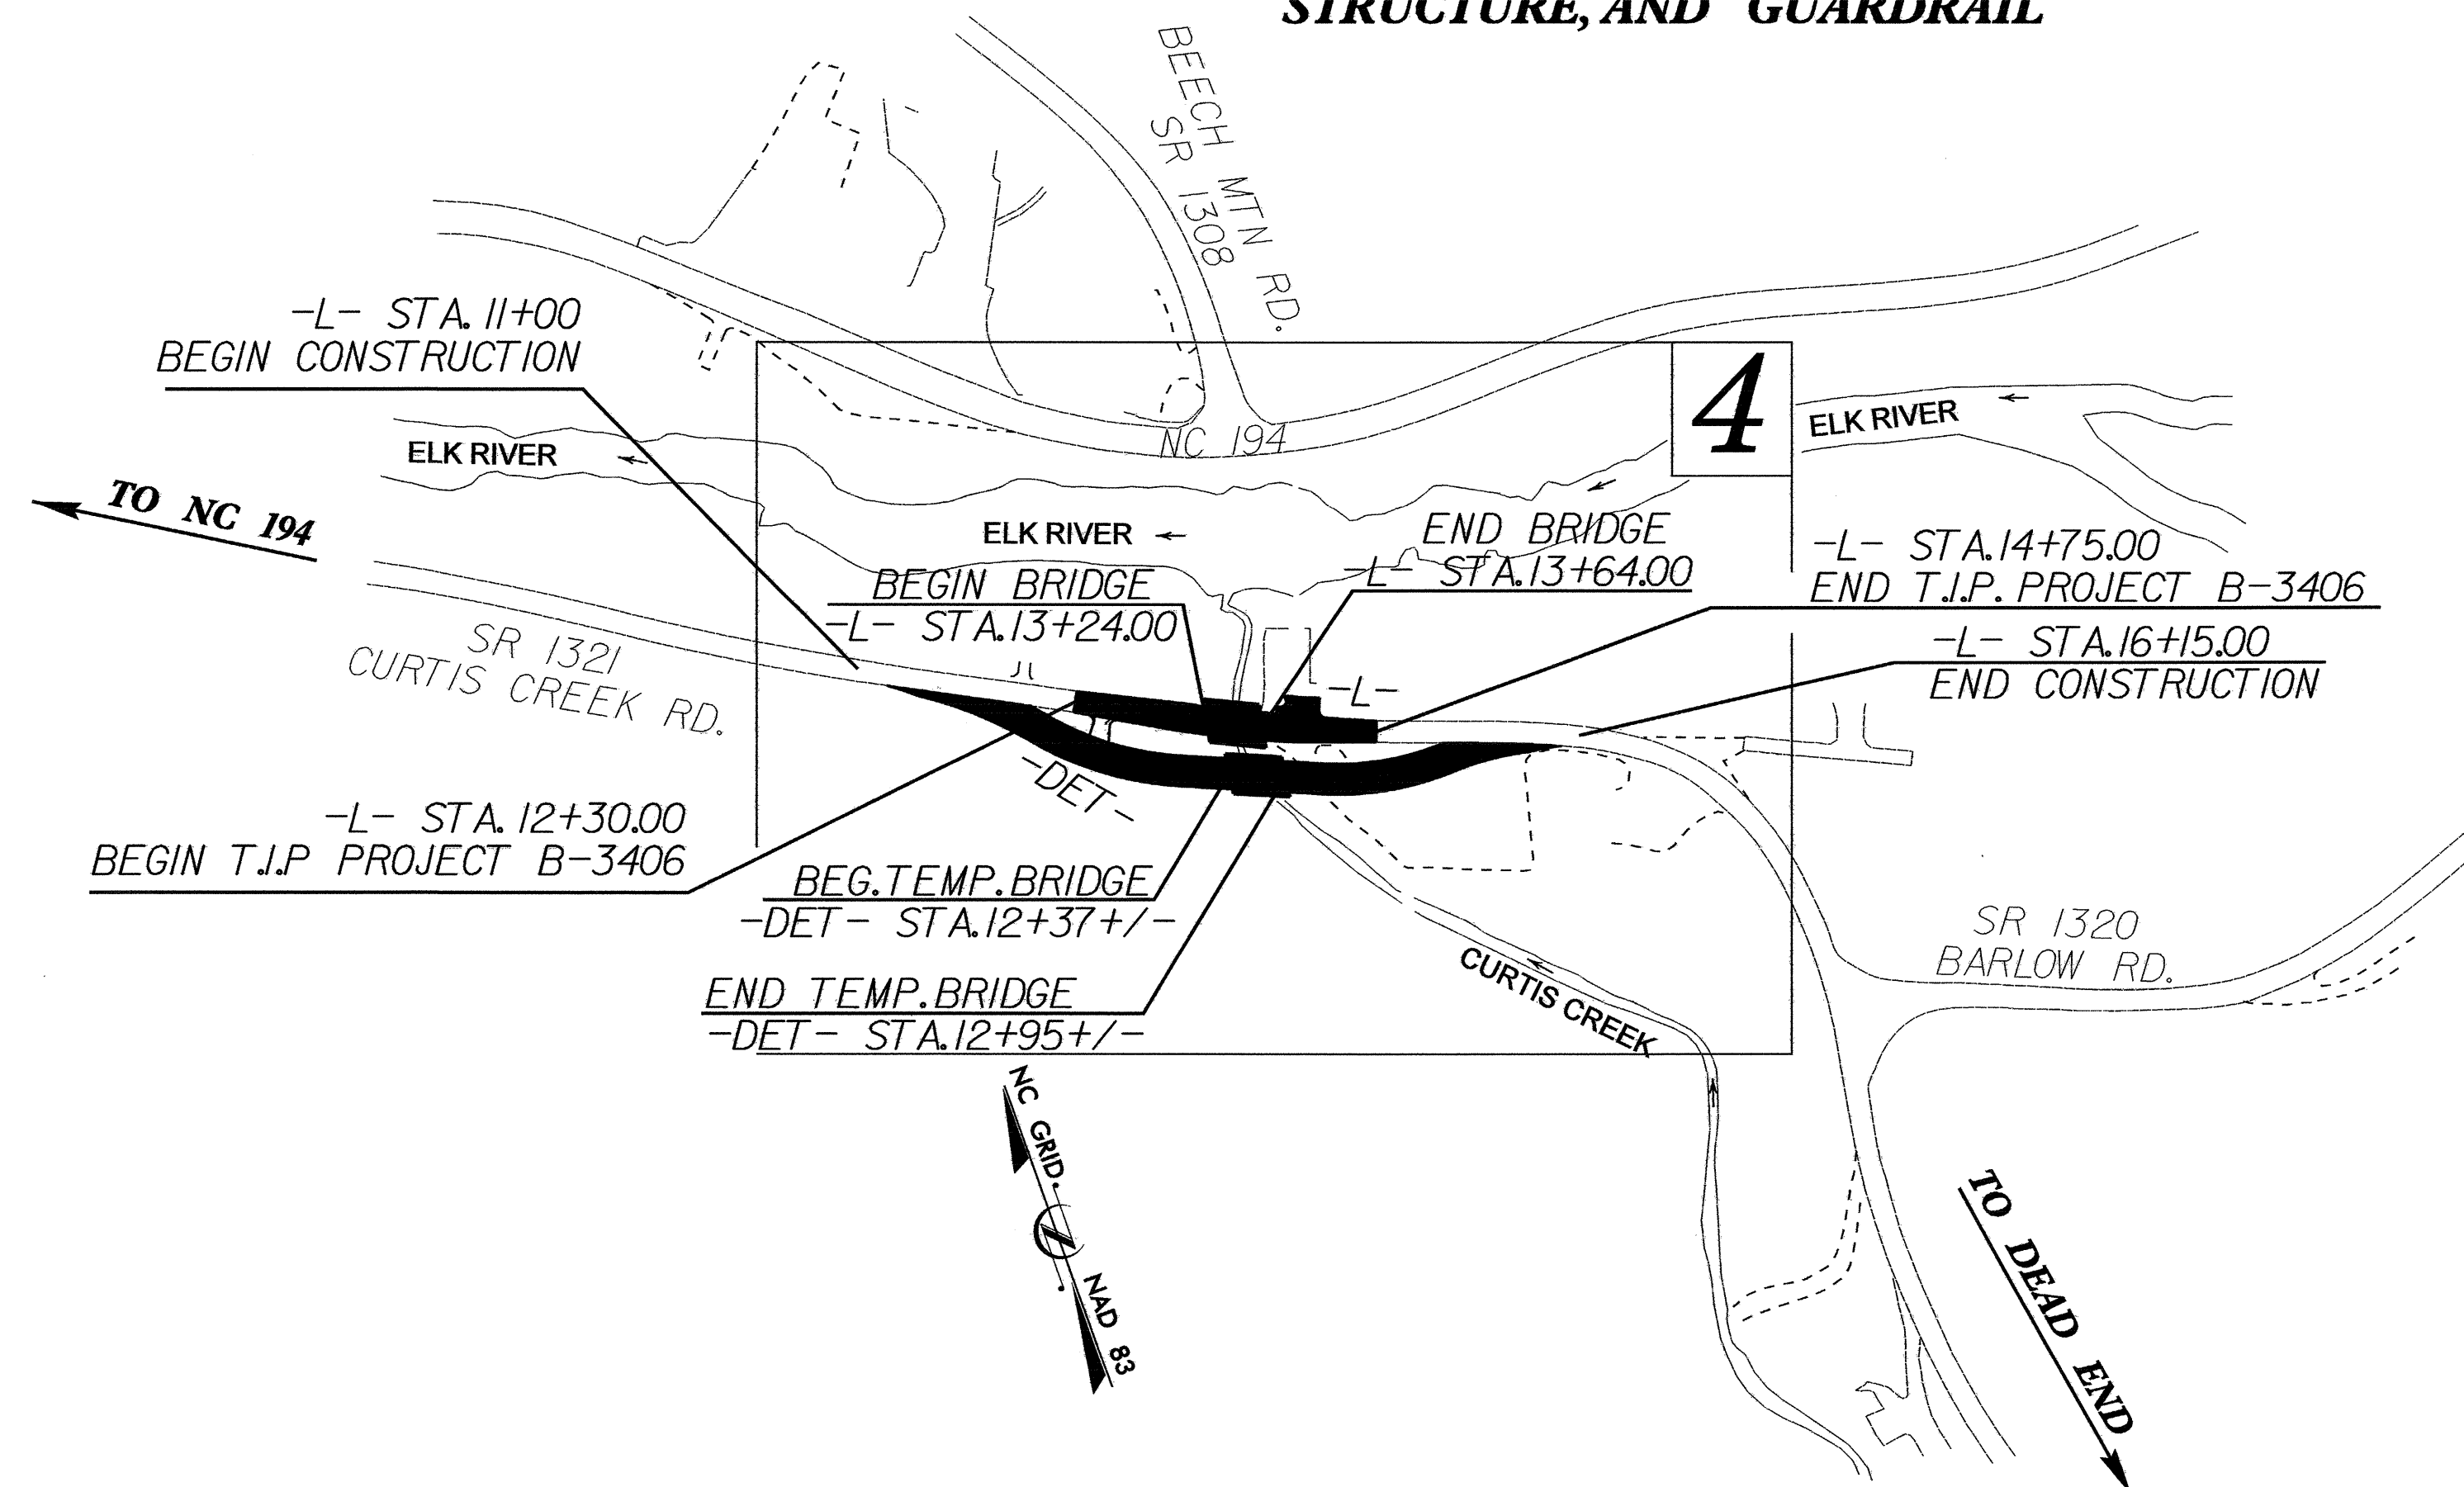 STRUCTURE, AND GUARDRAIL
BEECH MTN RD.
SR 1308
-L- STA. 11+00
BEGIN CONSTRUCTION
4
ELK RIVER
NC 194
ELK RIVER
TO NC 194
ELK RIVER
END BRIDGE
-L- STA.13+64.00
-L- STA.14+75.00
END T.I.P. PROJECT B-3406
BEGIN BRIDGE
-L- STA.13+24.00
-L- STA.16+15.00
END CONSTRUCTION
SR 1321
CURTIS CREEK RD.
-L-
-DET-
-L- STA. 12+30.00
BEGIN T.I.P PROJECT B-3406
BEG.TEMP.BRIDGE
-DET- STA.12+37+/-
SR 1320
BARLOW RD.
END TEMP.BRIDGE
-DET- STA.12+95+/-
CURTIS CREEK
NC GRID.
N
NAD 83
TO DEAD END